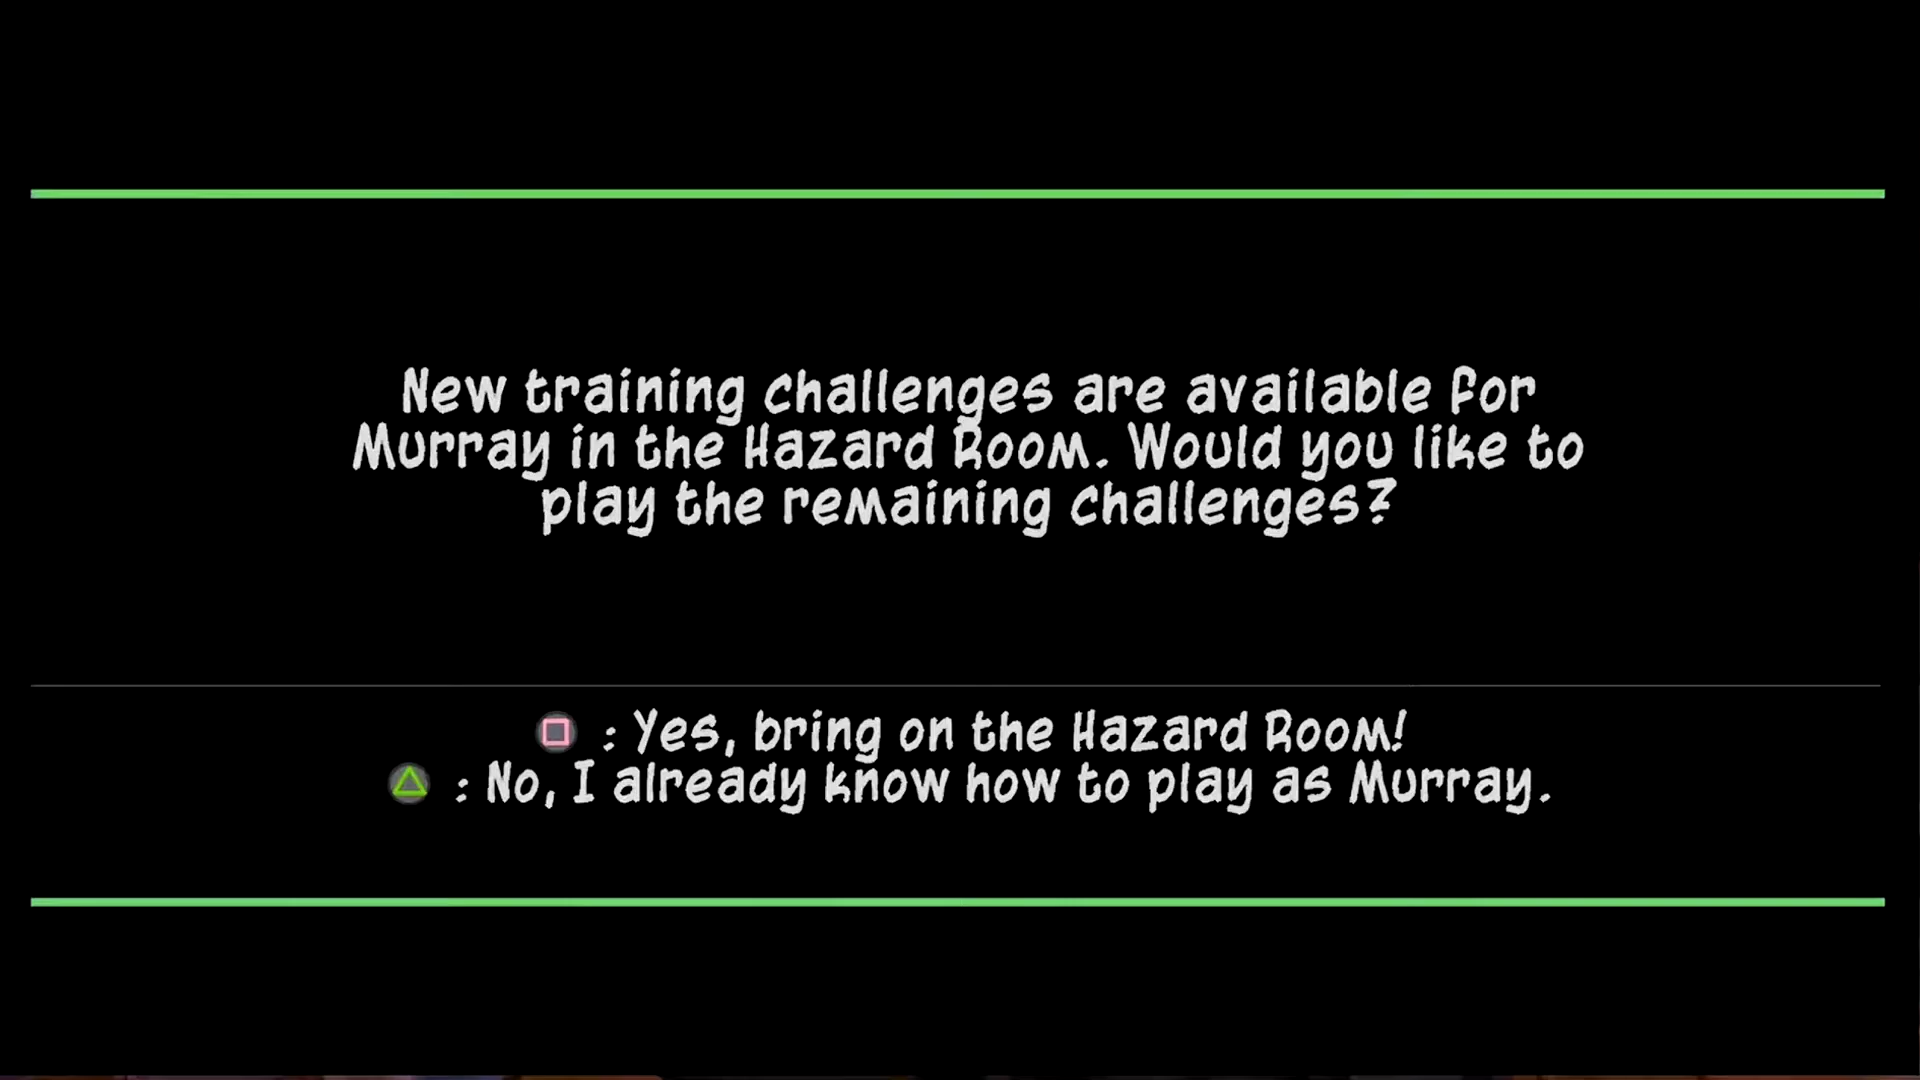 New training challenges are available for
Murray in the Hazard Room. Would you like to
play the remaining challenges?
: Yes, bring on the Hazard Room!
: No, I already know how to play as Murray.